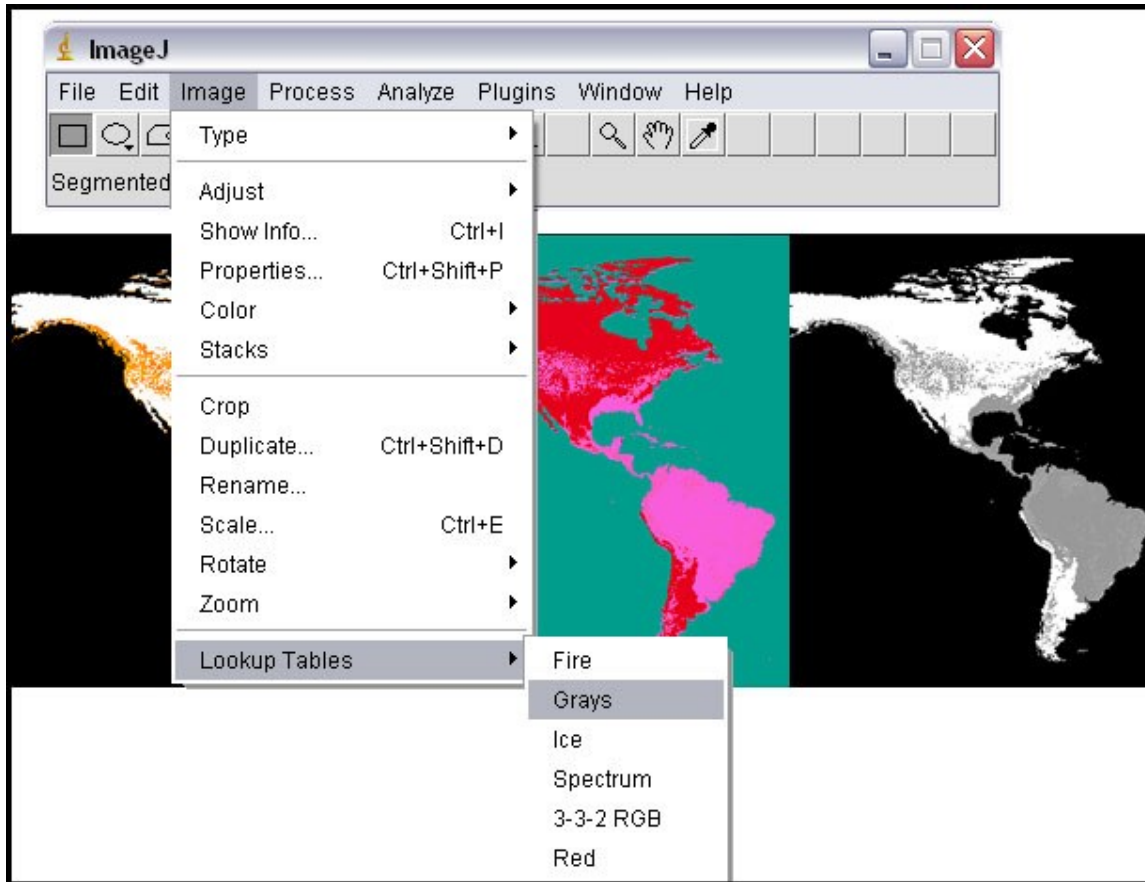 ImageJ
File Edit Image Process Analyze Plugins Window Help
Segmented
Type
Adjust
Show Info... Ctrl+I
Properties... Ctrl+Shift+P
Color
Stacks
Crop
Duplicate... Ctrl+Shift+D
Rename...
Scale... Ctrl+E
Rotate
Zoom
Lookup Tables
Fire
Grays
Ice
Spectrum
3-3-2 RGB
Red